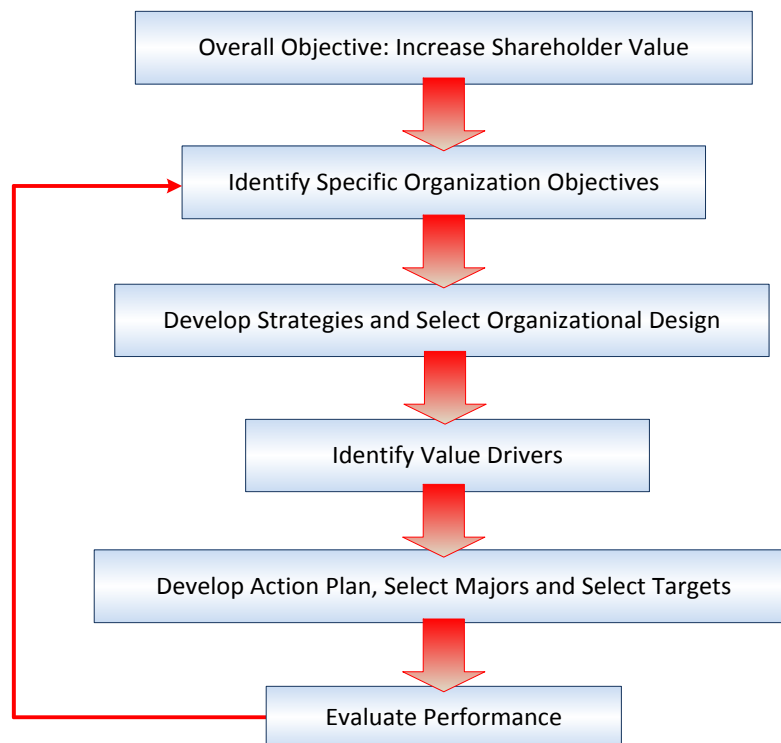 Overall Objective: Increase Shareholder Value
Identify Specific Organization Objectives
Develop Strategies and Select Organizational Design
Identify Value Drivers
Develop Action Plan, Select Majors and Select Targets
Evaluate Performance